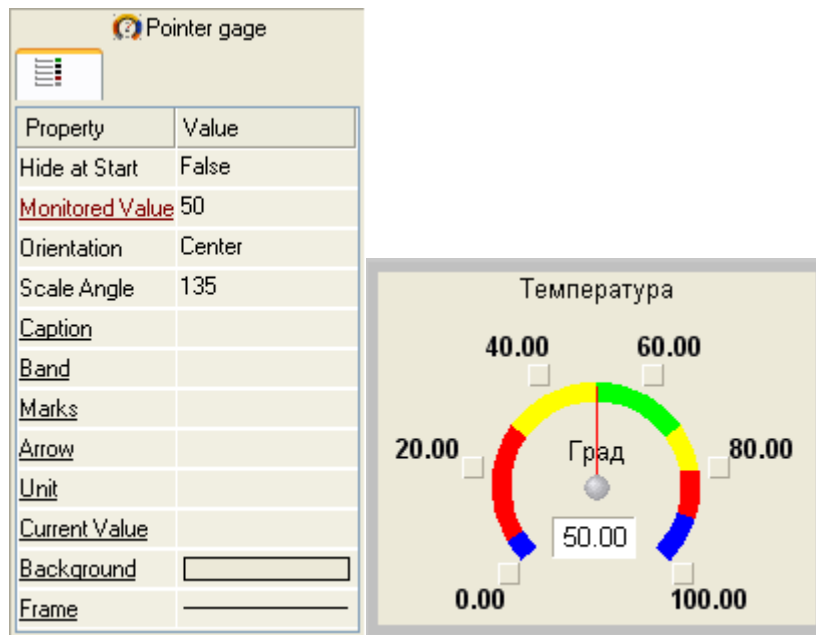 Pointer gage
Property Value
Hide at Start False
Monitored Value 50
Orientation Center
Scale Angle 135
Caption
Band
Marks
Arrow
Unit
Current Value
Background
Frame
Температура
40.00 60.00
20.00 Град 80.00
50.00
0.00 100.00